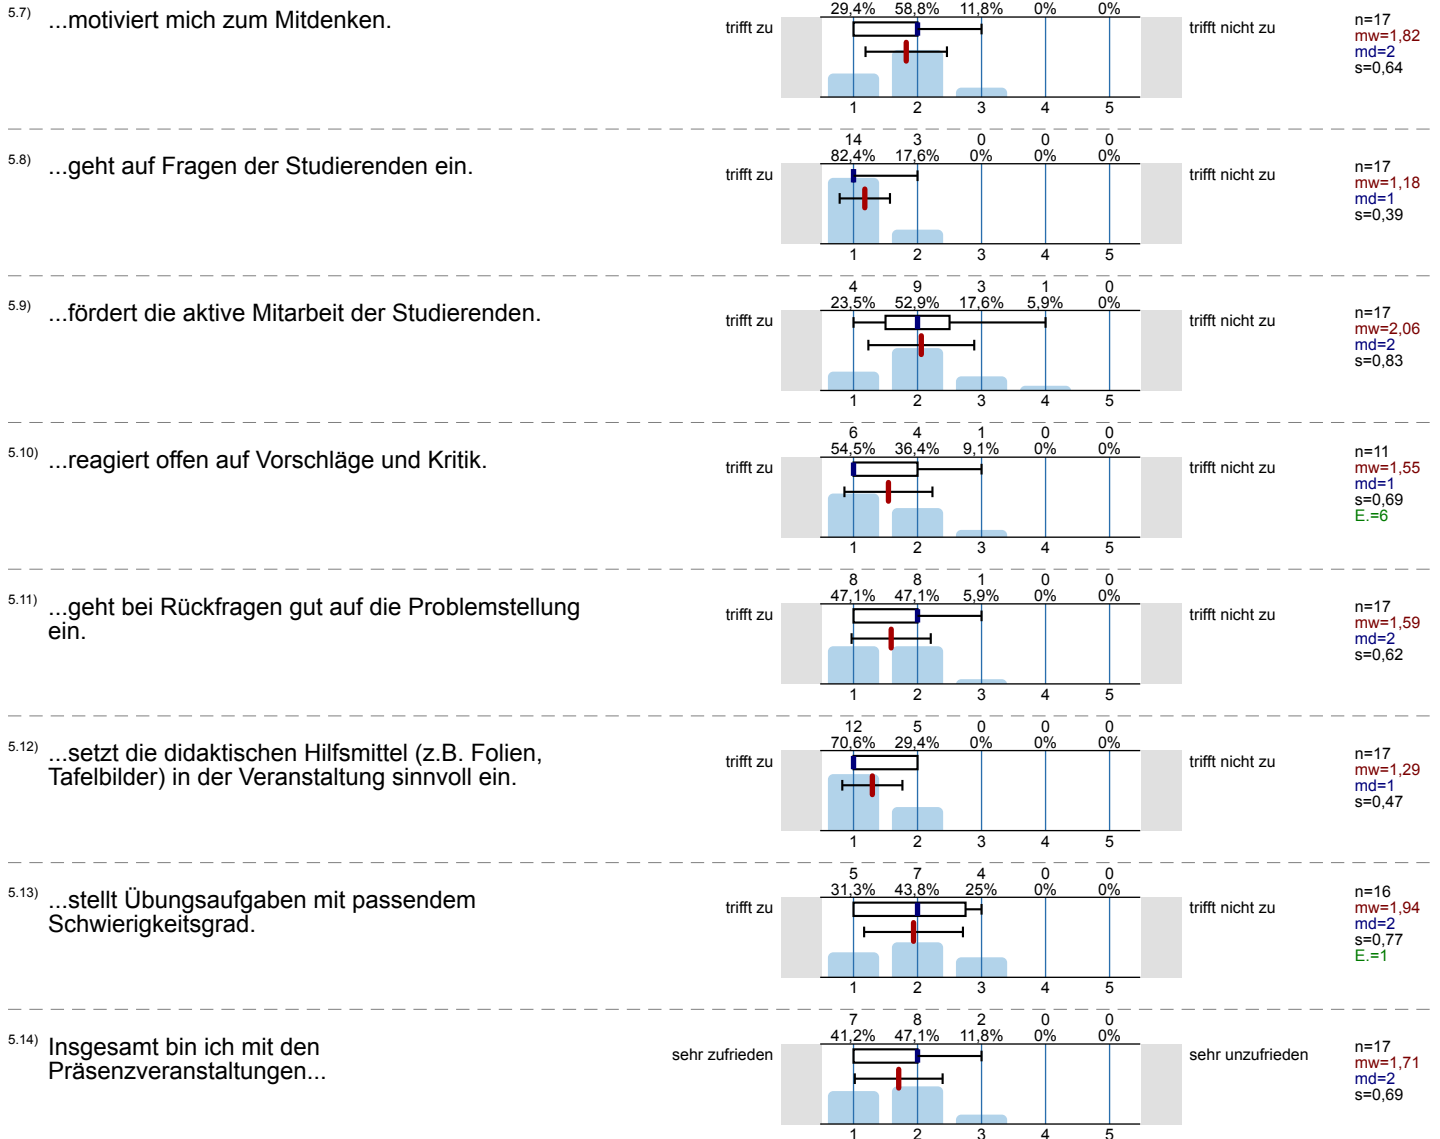 5.7) ...motiviert mich zum Mitdenken.
29,4% 58,8% 11,8% 0% 0%
trifft zu
trifft nicht zu
n=17
mw=1,82
md=2
s=0,64
1 2 3 4 5
5.8) ...geht auf Fragen der Studierenden ein.
14 3 0 0 0
82,4% 17,6% 0% 0% 0%
trifft zu
trifft nicht zu
n=17
mw=1,18
md=1
s=0,39
1 2 3 4 5
5.9) ...fördert die aktive Mitarbeit der Studierenden.
4 9 3 1 0
23,5% 52,9% 17,6% 5,9% 0%
trifft zu
trifft nicht zu
n=17
mw=2,06
md=2
s=0,83
1 2 3 4 5
5.10) ...reagiert offen auf Vorschläge und Kritik.
6 4 1 0 0
54,5% 36,4% 9,1% 0% 0%
trifft zu
trifft nicht zu
n=11
mw=1,55
md=1
s=0,69
E.=6
1 2 3 4 5
5.11) ...geht bei Rückfragen gut auf die Problemstellung
ein.
8 8 1 0 0
47,1% 47,1% 5,9% 0% 0%
trifft zu
trifft nicht zu
n=17
mw=1,59
md=2
s=0,62
1 2 3 4 5
5.12) ...setzt die didaktischen Hilfsmittel (z.B. Folien,
Tafelbilder) in der Veranstaltung sinnvoll ein.
12 5 0 0 0
70,6% 29,4% 0% 0% 0%
trifft zu
trifft nicht zu
n=17
mw=1,29
md=1
s=0,47
1 2 3 4 5
5.13) ...stellt Übungsaufgaben mit passendem
Schwierigkeitsgrad.
5 7 4 0 0
31,3% 43,8% 25% 0% 0%
trifft zu
trifft nicht zu
n=16
mw=1,94
md=2
s=0,77
E.=1
1 2 3 4 5
5.14) Insgesamt bin ich mit den
Präsenzveranstaltungen...
7 8 2 0 0
41,2% 47,1% 11,8% 0% 0%
sehr zufrieden
sehr unzufrieden
n=17
mw=1,71
md=2
s=0,69
1 2 3 4 5